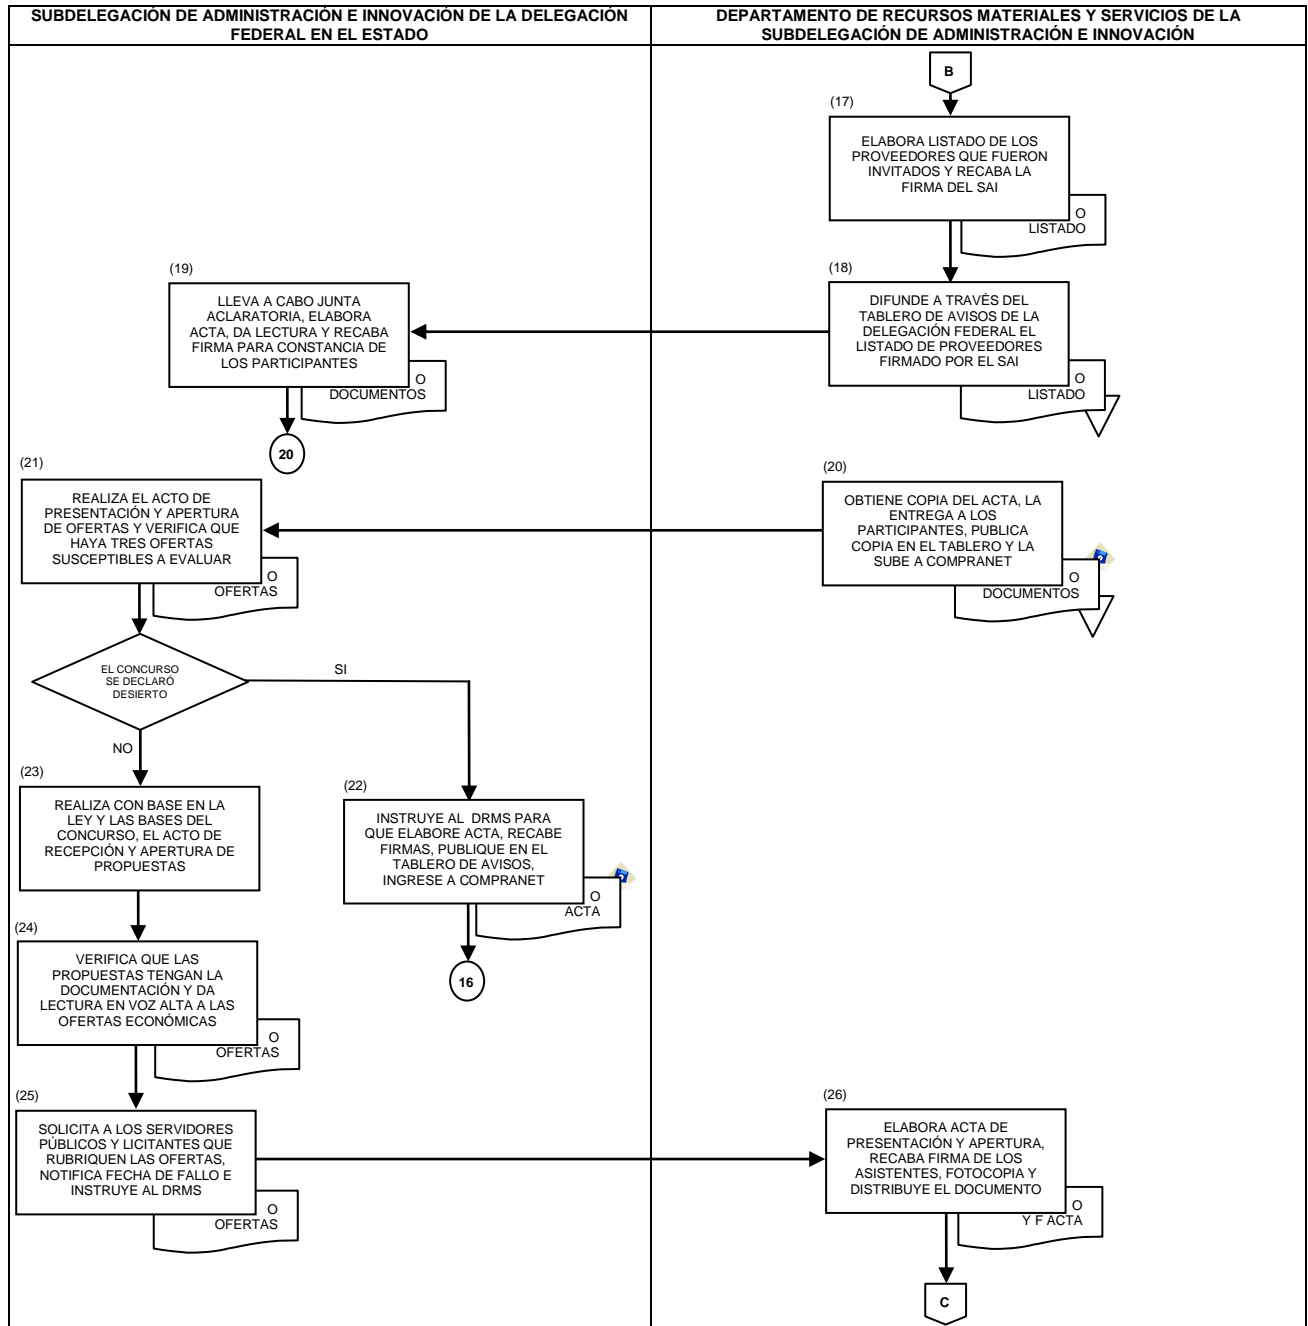 SUBDELEGACIÓN DE ADMINISTRACIÓN E INNOVACIÓN DE LA DELEGACIÓN
FEDERAL EN EL ESTADO
DEPARTAMENTO DE RECURSOS MATERIALES Y SERVICIOS DE LA
SUBDELEGACIÓN DE ADMINISTRACIÓN E INNOVACIÓN
B
(17)
ELABORA LISTADO DE LOS
PROVEEDORES QUE FUERON
INVITADOS Y RECABA LA
FIRMA DEL SAI
O
LISTADO
(18)
DIFUNDE A TRAVÉS DEL
TABLERO DE AVISOS DE LA
DELEGACIÓN FEDERAL EL
LISTADO DE PROVEEDORES
FIRMADO POR EL SAI
O
LISTADO
(19)
LLEVA A CABO JUNTA
ACLARATORIA, ELABORA
ACTA, DA LECTURA Y RECABA
FIRMA PARA CONSTANCIA DE
LOS PARTICIPANTES
O
DOCUMENTOS
20
(20)
OBTIENE COPIA DEL ACTA, LA
ENTREGA A LOS
PARTICIPANTES, PUBLICA
COPIA EN EL TABLERO Y LA
SUBE A COMPRANET
O
DOCUMENTOS
(21)
REALIZA EL ACTO DE
PRESENTACIÓN Y APERTURA
DE OFERTAS Y VERIFICA QUE
HAYA TRES OFERTAS
SUSCEPTIBLES A EVALUAR
O
OFERTAS
EL CONCURSO
SE DECLARÓ
DESIERTO
SI
NO
(22)
INSTRUYE AL DRMS PARA
QUE ELABORE ACTA, RECABE
FIRMAS, PUBLIQUE EN EL
TABLERO DE AVISOS,
INGRESE A COMPRANET
O
ACTA
16
(23)
REALIZA CON BASE EN LA
LEY Y LAS BASES DEL
CONCURSO, EL ACTO DE
RECEPCIÓN Y APERTURA DE
PROPUESTAS
(24)
VERIFICA QUE LAS
PROPUESTAS TENGAN LA
DOCUMENTACIÓN Y DA
LECTURA EN VOZ ALTA A LAS
OFERTAS ECONÓMICAS
O
OFERTAS
(25)
SOLICITA A LOS SERVIDORES
PÚBLICOS Y LICITANTES QUE
RUBRIQUEN LAS OFERTAS,
NOTIFICA FECHA DE FALLO E
INSTRUYE AL DRMS
O
OFERTAS
(26)
ELABORA ACTA DE
PRESENTACIÓN Y APERTURA,
RECABA FIRMA DE LOS
ASISTENTES, FOTOCOPIA Y
DISTRIBUYE EL DOCUMENTO
O
Y F ACTA
C